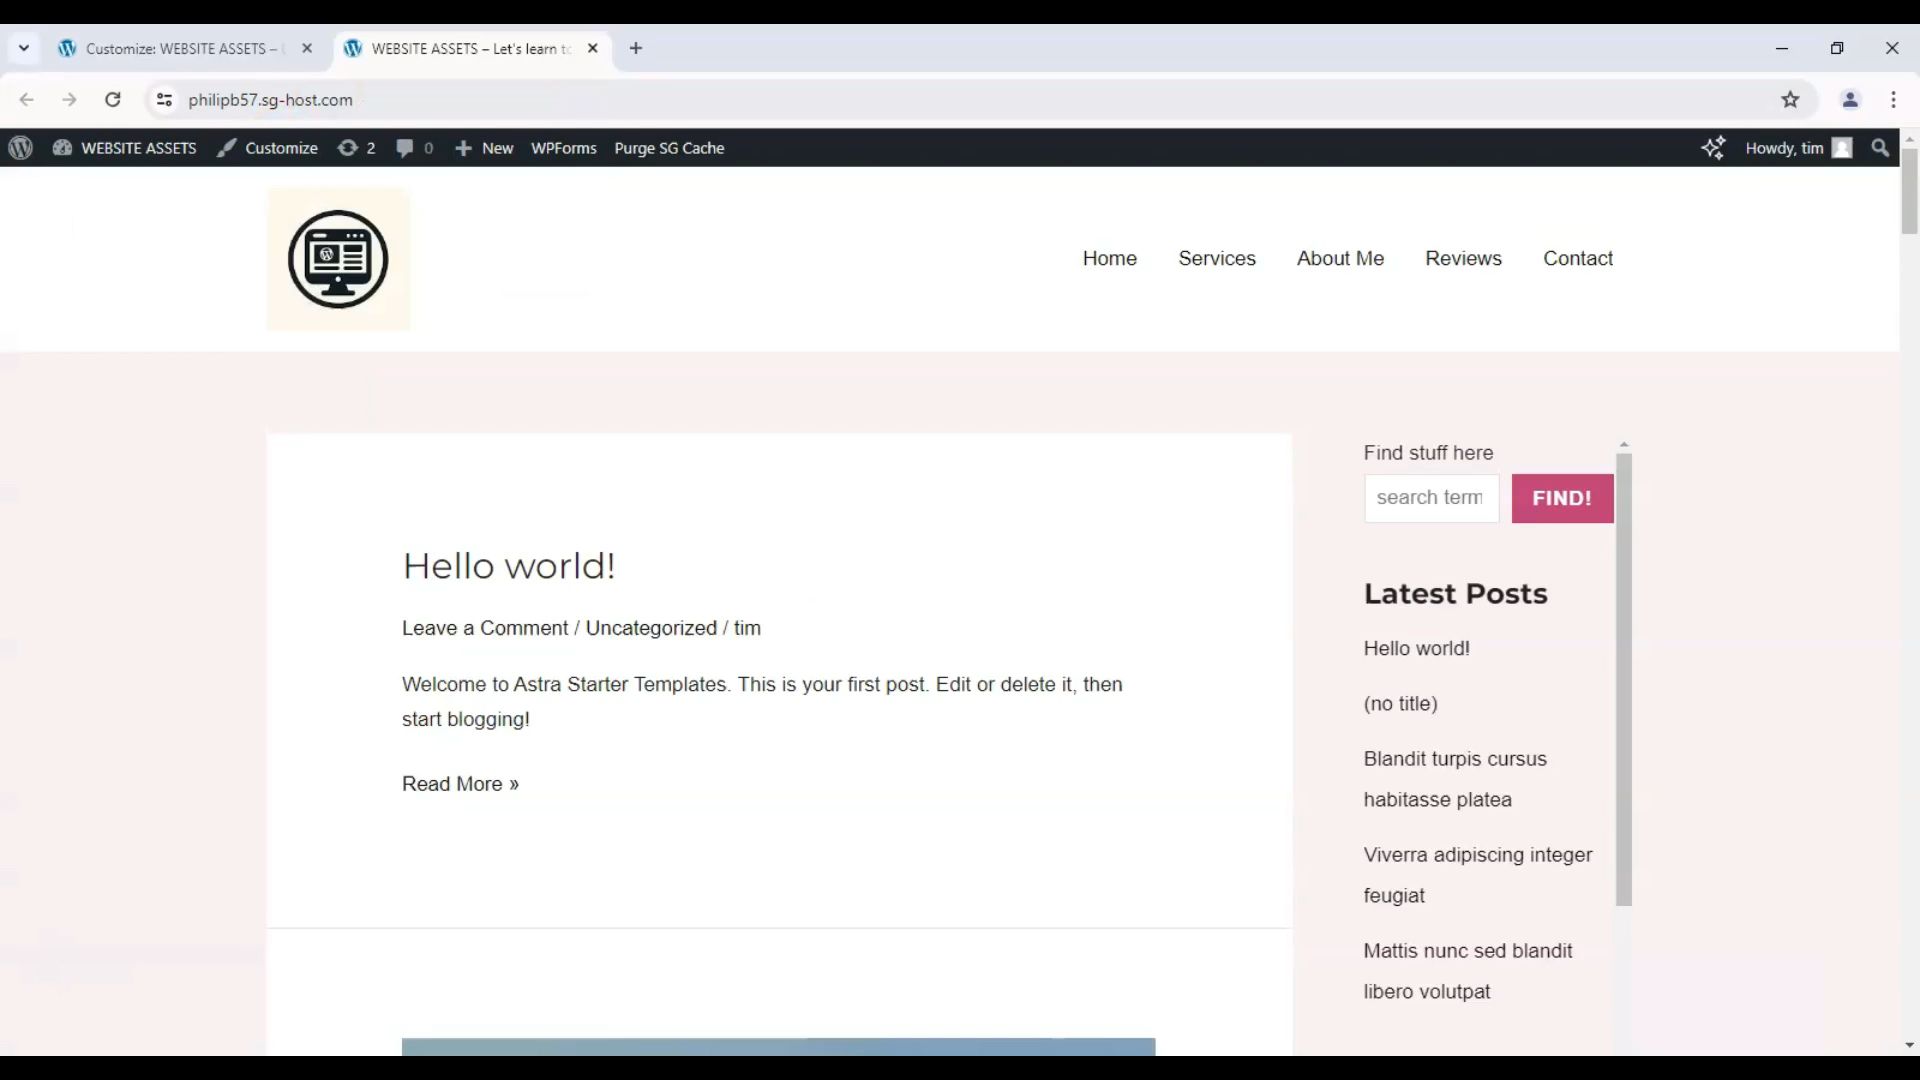 Customize: WEBSITE ASSETS –
WEBSITE ASSETS – Let's learn to
philipb57.sg-host.com
WEBSITE ASSETS Customize 2 0 New WPForms Purge SG Cache Howdy, tim
Home Services About Me Reviews Contact
Find stuff here
search term FIND!
Hello world!
Leave a Comment / Uncategorized / tim
Welcome to Astra Starter Templates. This is your first post. Edit or delete it, then
start blogging!
Read More »
Latest Posts
Hello world!
(no title)
Blandit turpis cursus
habitasse platea
Viverra adipiscing integer
feugiat
Mattis nunc sed blandit
libero volutpat